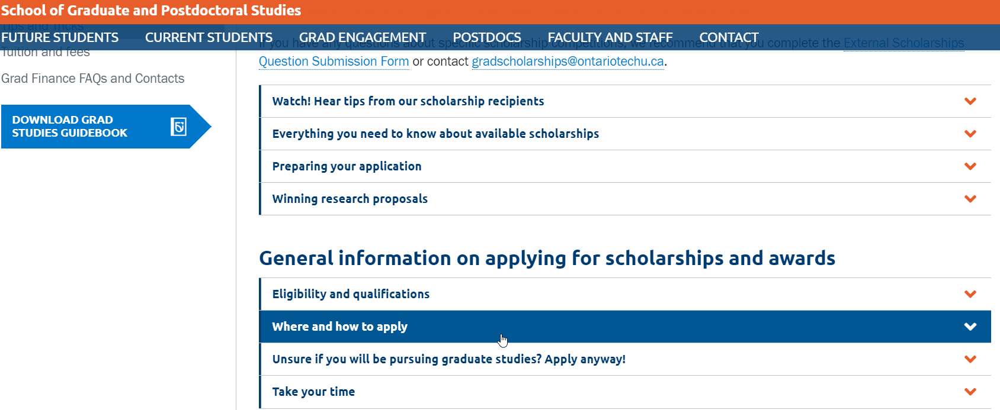 School of Graduate and Postdoctoral Studies
Tips and Tricks
FUTURE STUDENTS CURRENT STUDENTS GRAD ENGAGEMENT POSTDOCS FACULTY AND STAFF CONTACT
Tuition and fees
Grad Finance FAQs and Contacts
DOWNLOAD GRAD
STUDIES GUIDEBOOK
If you have any questions about specific scholarship competitions, we recommend that you complete the External Scholarships
Question Submission Form or contact gradscholarships@ontariotechu.ca.
Watch! Hear tips from our scholarship recipients
Everything you need to know about available scholarships
Preparing your application
Winning research proposals
General information on applying for scholarships and awards
Eligibility and qualifications
Where and how to apply
Unsure if you will be pursuing graduate studies? Apply anyway!
Take your time